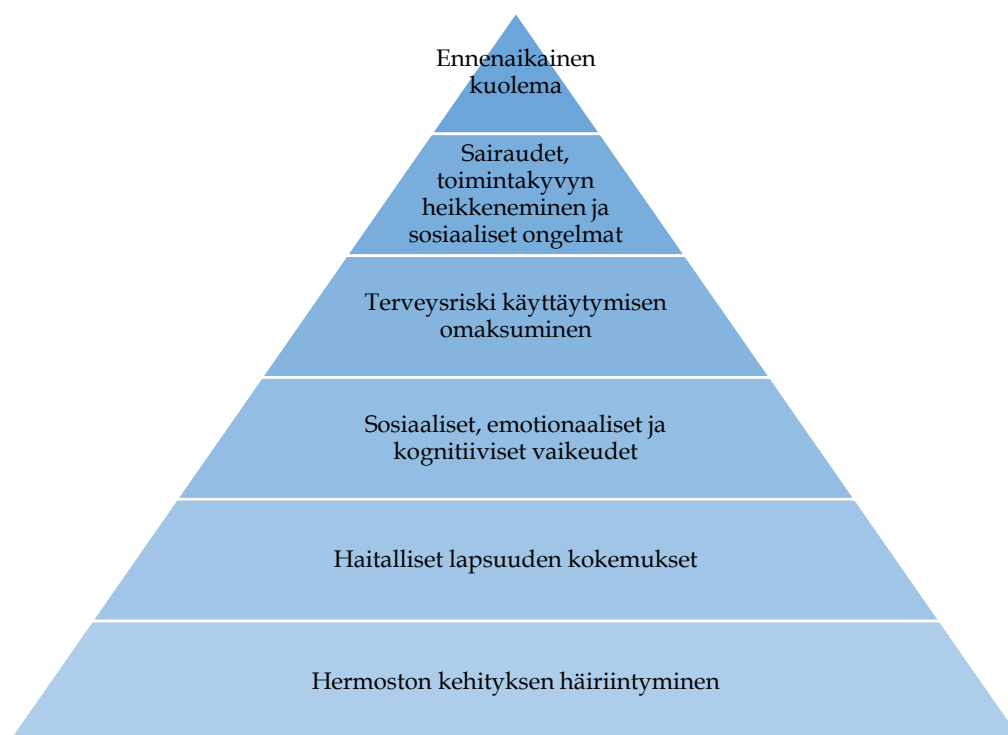 Ennenaikainen
kuolema
Sairaudet,
toimintakyvyn
heikkeneminen ja
sosiaaliset ongelmat
Terveysriski käyttäytymisen
omaksuminen
Sosiaaliset, emotionaaliset ja
kognitiiviset vaikeudet
Haitalliset lapsuuden kokemukset
Hermoston kehityksen häiriintyminen